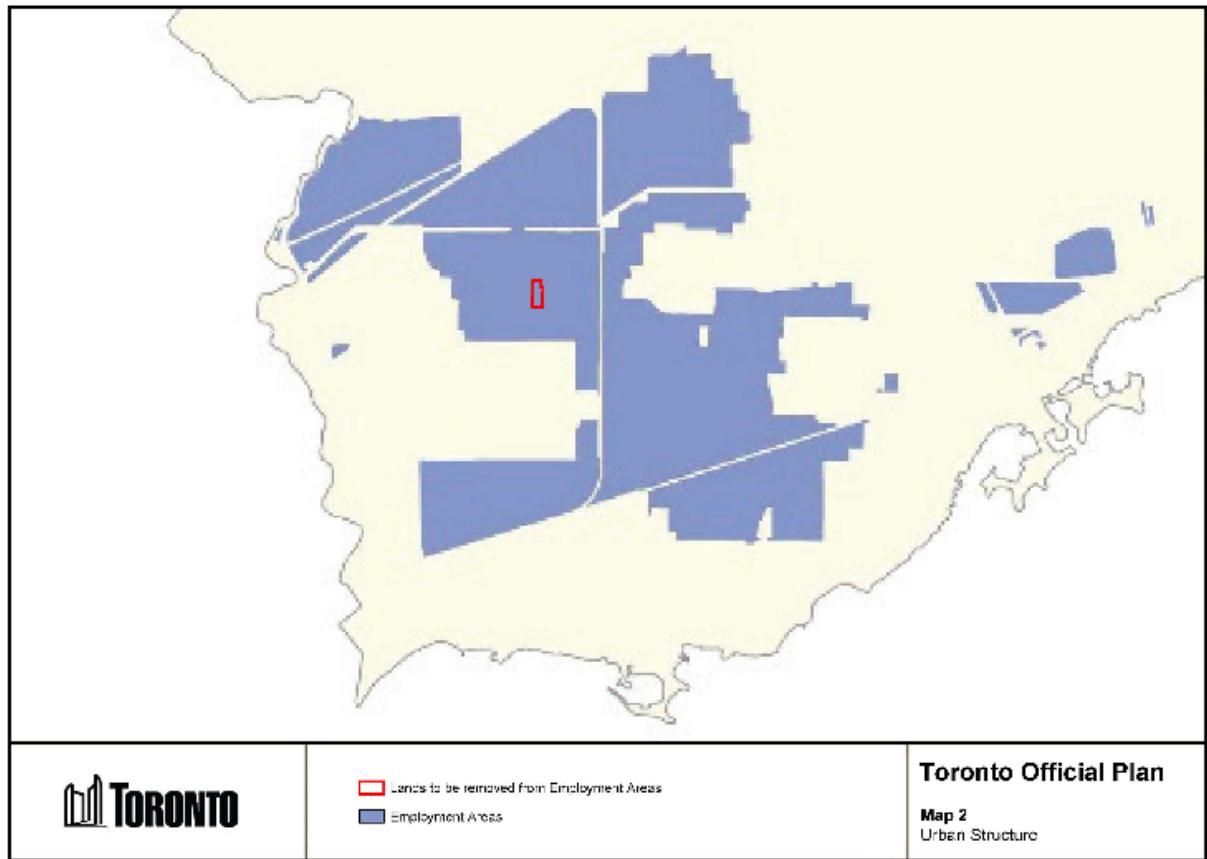 TORONTO
Lands to be removed from Employment Areas
Employment Areas
Toronto Official Plan
Map 2
Urban Structure